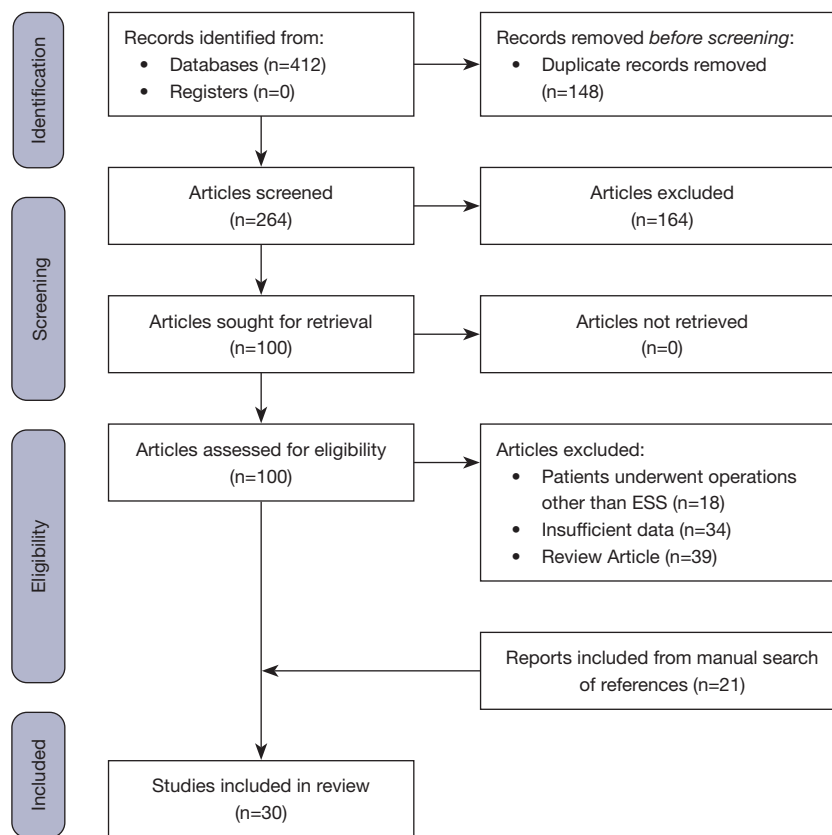 Identification
Records identified from:
• Databases (n=412)
• Registers (n=0)
Records removed before screening:
• Duplicate records removed
(n=148)
Screening
Articles screened
(n=264)
Articles excluded
(n=164)
Articles sought for retrieval
(n=100)
Articles not retrieved
(n=0)
Eligibility
Articles assessed for eligibility
(n=100)
Articles excluded:
• Patients underwent operations
other than ESS (n=18)
• Insufficient data (n=34)
• Review Article (n=39)
Reports included from manual search
of references (n=21)
Included
Studies included in review
(n=30)